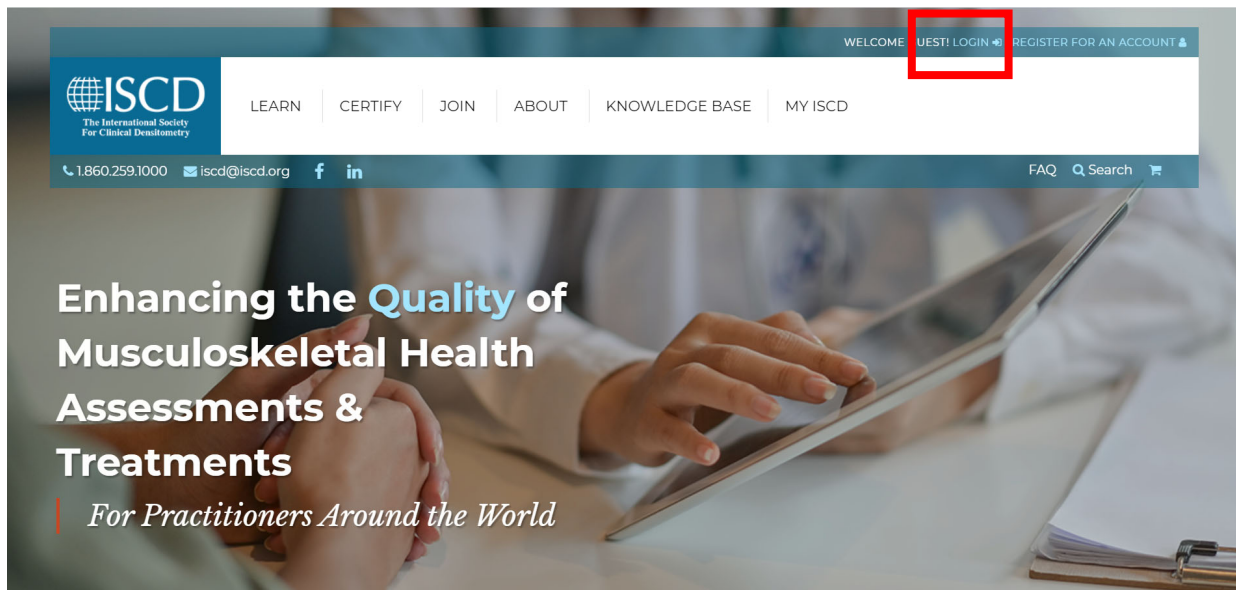 WELCOME UEST! LOGIN REGISTER FOR AN ACCOUNT
ISCD
The International Society
For Clinical Densitometry
LEARN CERTIFY JOIN ABOUT KNOWLEDGE BASE MY ISCD
1.860.259.1000 iscd@iscd.org f in FAQ Search
Enhancing the Quality of
Musculoskeletal Health
Assessments &
Treatments
For Practitioners Around the World